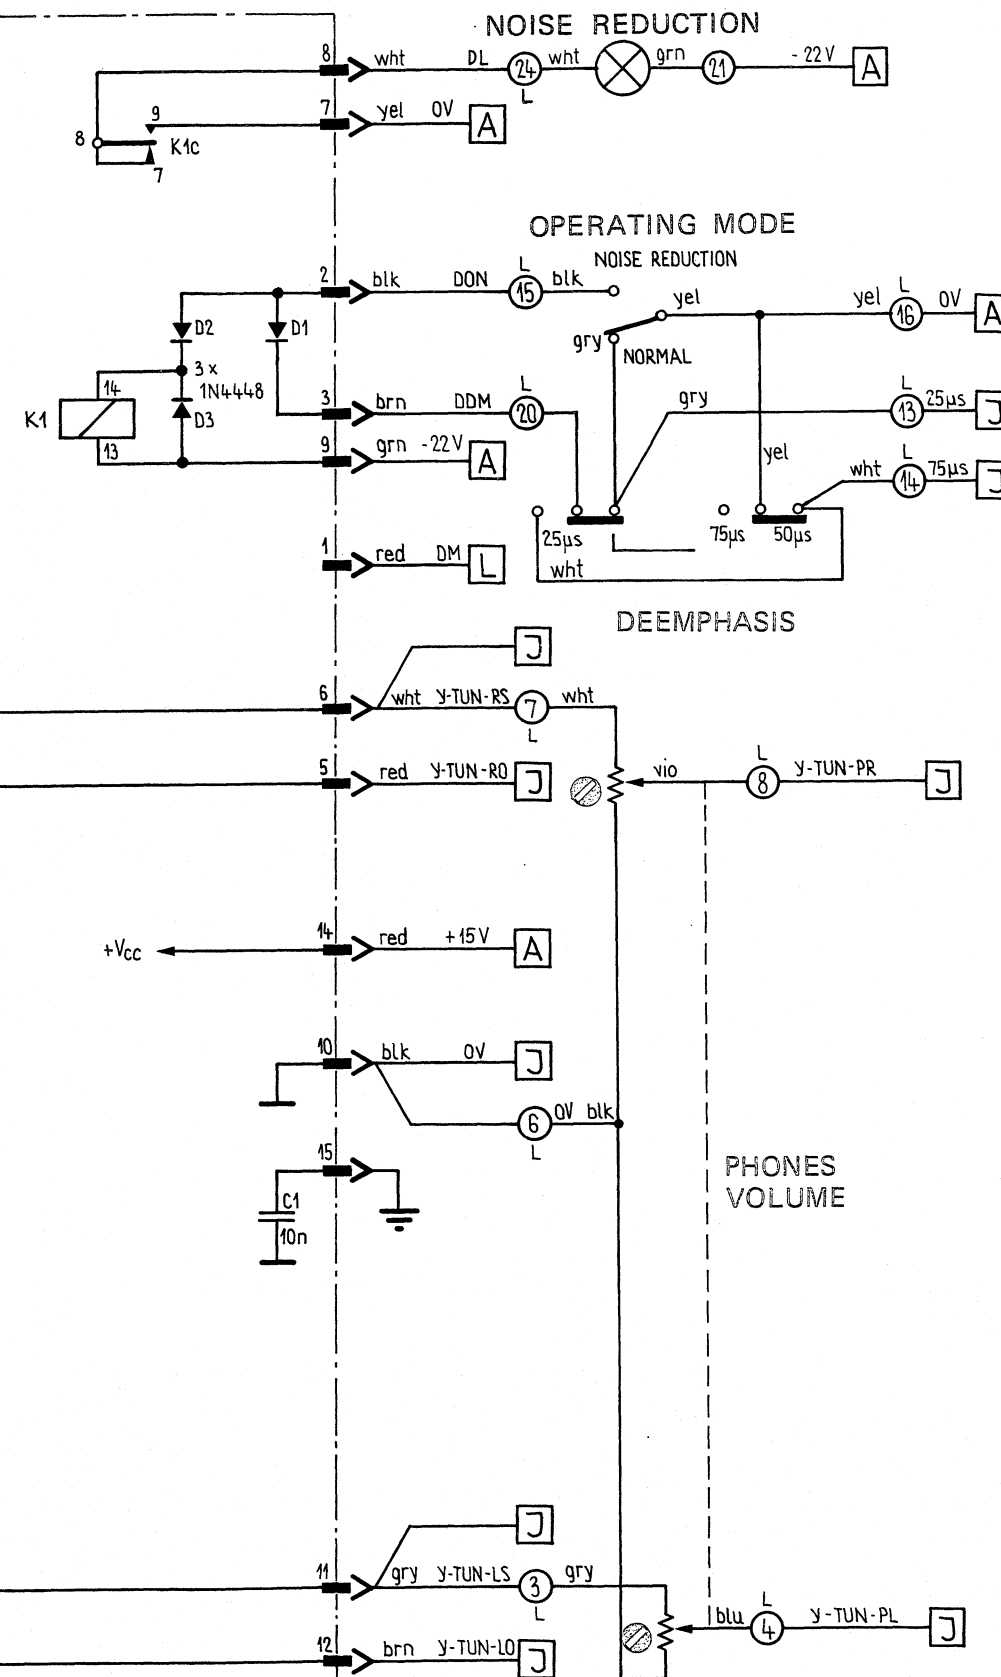 NOISE REDUCTION
8 wht DL 24 wht grn 21 -22V A
L
7 yel 0V A
9
8 K1c
7
OPERATING MODE
NOISE REDUCTION
2 blk DON L 15 blk
yel yel L 16 0V A
D2 D1
gry
NORMAL
3 x
1N4448
14
K1 D3
13
3 brn DDM L 20
gry L 13 25µs J
9 grn -22V A
yel
wht L 14 75µs J
25µs 75µs 50µs
1 red DM L
wht
DEEMPHASIS
J
6 wht Y-TUN-RS 7 wht
L
5 red Y-TUN-RO J
vio L 8 Y-TUN-PR J
+Vcc 14 red +15V A
10 blk 0V J
6 0V blk
L
15
C1
10n
PHONES
VOLUME
J
11 gry Y-TUN-LS 3 gry
L
blu L 4 Y-TUN-PL J
12 brn Y-TUN-LO J